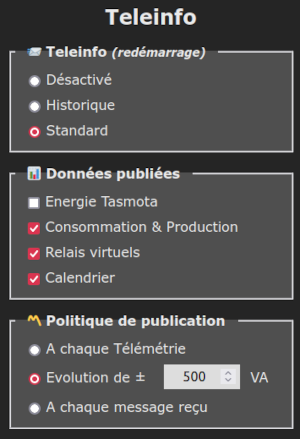 Teleinfo
Teleinfo (redémarrage)
Désactivé
Historique
Standard
Données publiées
Energie Tasmota
Consommation & Production
Relais virtuels
Calendrier
Politique de publication
A chaque Télémétrie
Evolution de ± 500 VA
A chaque message reçu